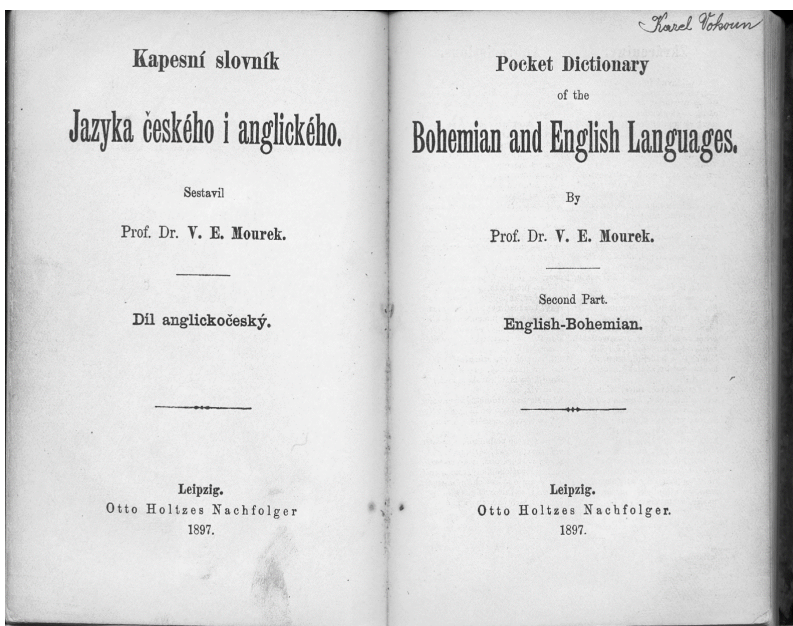 Kapesní slovník
Jazyka českého i anglického.
Sestavil
Prof. Dr. V. E. Mourek.
Díl anglickočeský.
Leipzig.
Otto Holtzes Nachfolger
1897.
Karel Vokoun
Pocket Dictionary
of the
Bohemian and English Languages.
By
Prof. Dr. V. E. Mourek.
Second Part.
English-Bohemian.
Leipzig.
Otto Holtzes Nachfolger.
1897.